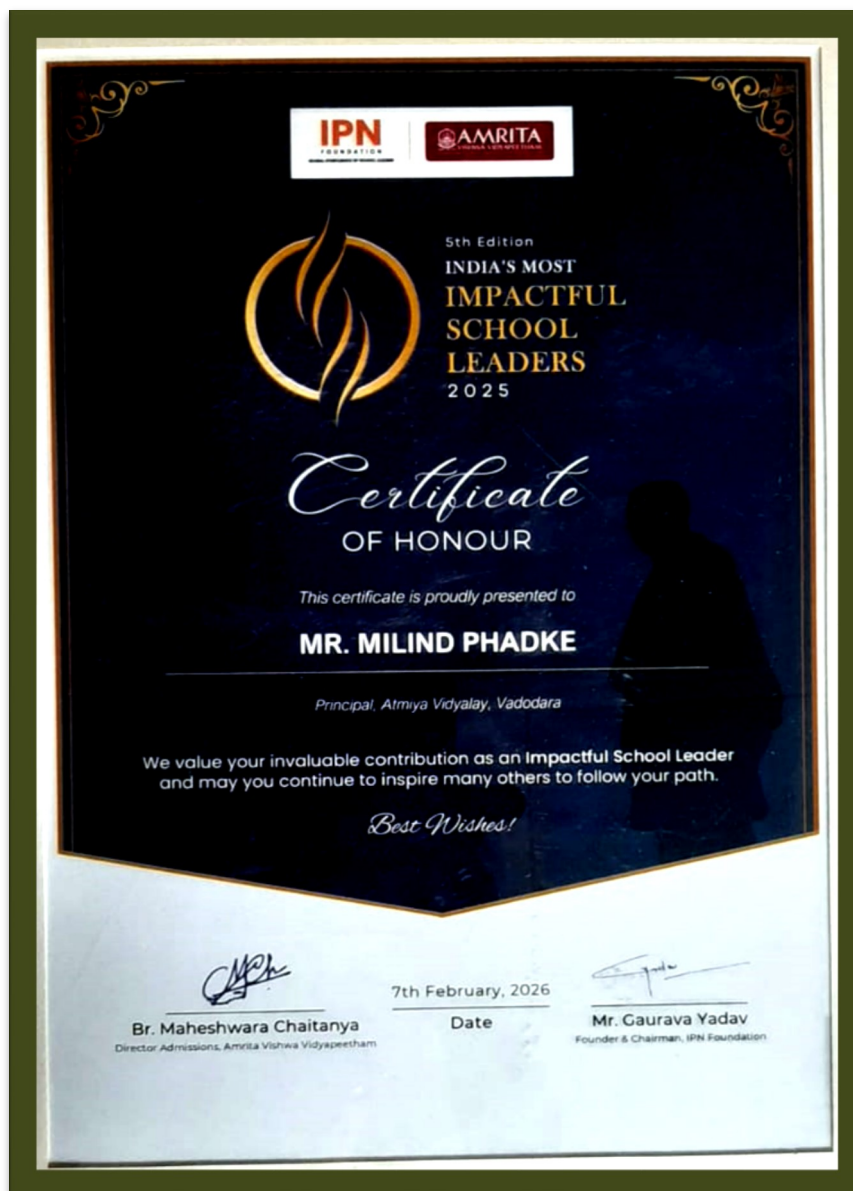 IPN
FOUNDATION
AMRITA
VISHWA VIDYAPEETHAM
5th Edition
INDIA'S MOST
IMPACTFUL
SCHOOL
LEADERS
2025
Certificate
OF HONOUR
This certificate is proudly presented to
MR. MILIND PHADKE
Principal, Atmiya Vidyalay, Vadodara
We value your invaluable contribution as an Impactful School Leader
and may you continue to inspire many others to follow your path.
Best Wishes!
7th February, 2026
Date
Br. Maheshwara Chaitanya
Director Admissions, Amrita Vishwa Vidyapeetham
Mr. Gaurava Yadav
Founder & Chairman, IPN Foundation